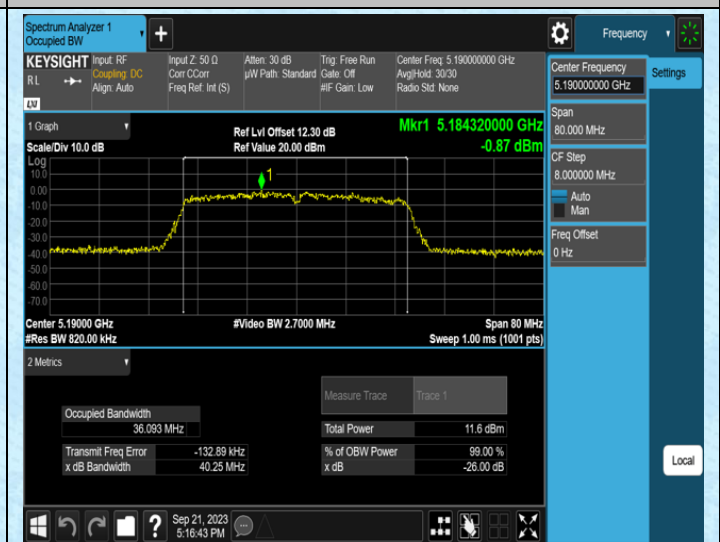 Spectrum Analyzer 1
Occupied BW
+
Frequency
KEYSIGHT
R L
LXI
Input: RF
Coupling: DC
Align: Auto
Input Z: 50 Ω
Corr CCorr
Freq Ref: Int (S)
Atten: 30 dB
µW Path: Standard
Trig: Free Run
Gate: Off
#IF Gain: Low
Center Freq: 5.190000000 GHz
Avg|Hold: 30/30
Radio Std: None
Center Frequency
5.190000000 GHz
Settings
Span
80.000 MHz
CF Step
8.000000 MHz
Auto
Man
Freq Offset
0 Hz
1 Graph
Scale/Div 10.0 dB
Ref Lvl Offset 12.30 dB
Ref Value 20.00 dBm
Mkr1 5.184320000 GHz
-0.87 dBm
Log
10.0
0.00
-10.0
-20.0
-30.0
-40.0
-50.0
-60.0
-70.0
1
Center 5.19000 GHz
#Res BW 820.00 kHz
#Video BW 2.7000 MHz
Span 80 MHz
Sweep 1.00 ms (1001 pts)
2 Metrics
Measure Trace Trace 1
Occupied Bandwidth
36.093 MHz
Total Power 11.6 dBm
Transmit Freq Error -132.89 kHz
% of OBW Power 99.00 %
x dB Bandwidth 40.25 MHz
x dB -26.00 dB
Local
?
Sep 21, 2023
5:16:43 PM